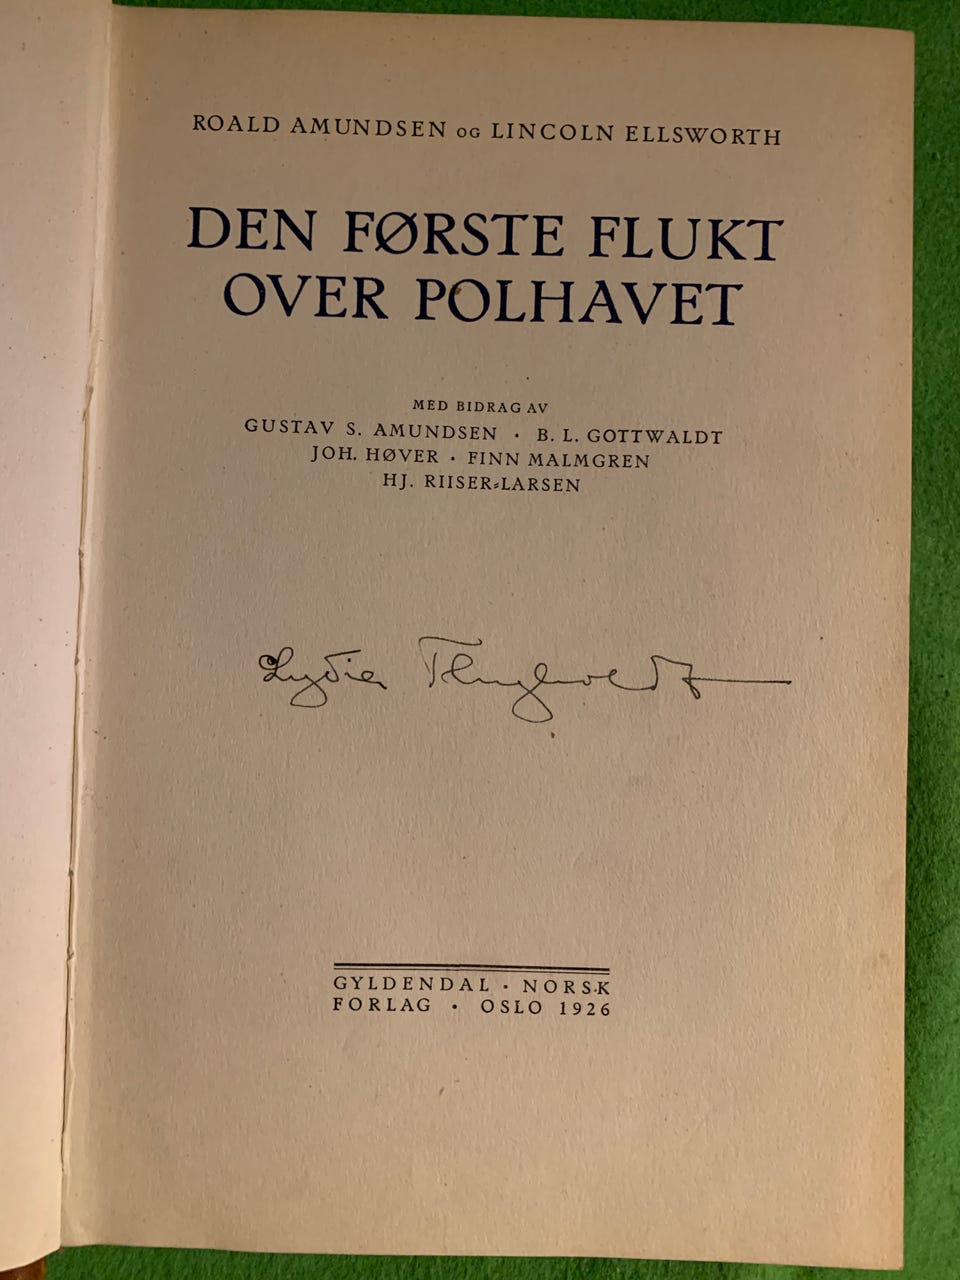 ROALD AMUNDSEN OG LINCOLN ELLSWORTH
DEN FØRSTE FLUKT
OVER POLHAVET
MED BIDRAG AV
GUSTAV S. AMUNDSEN · B. L. GOTTWALDT
JOH. HØVER · FINN MALMGREN
HJ. RIISER-LARSEN
Lydia
GYLDENDAL · NORSK
FORLAG · OSLO 1926